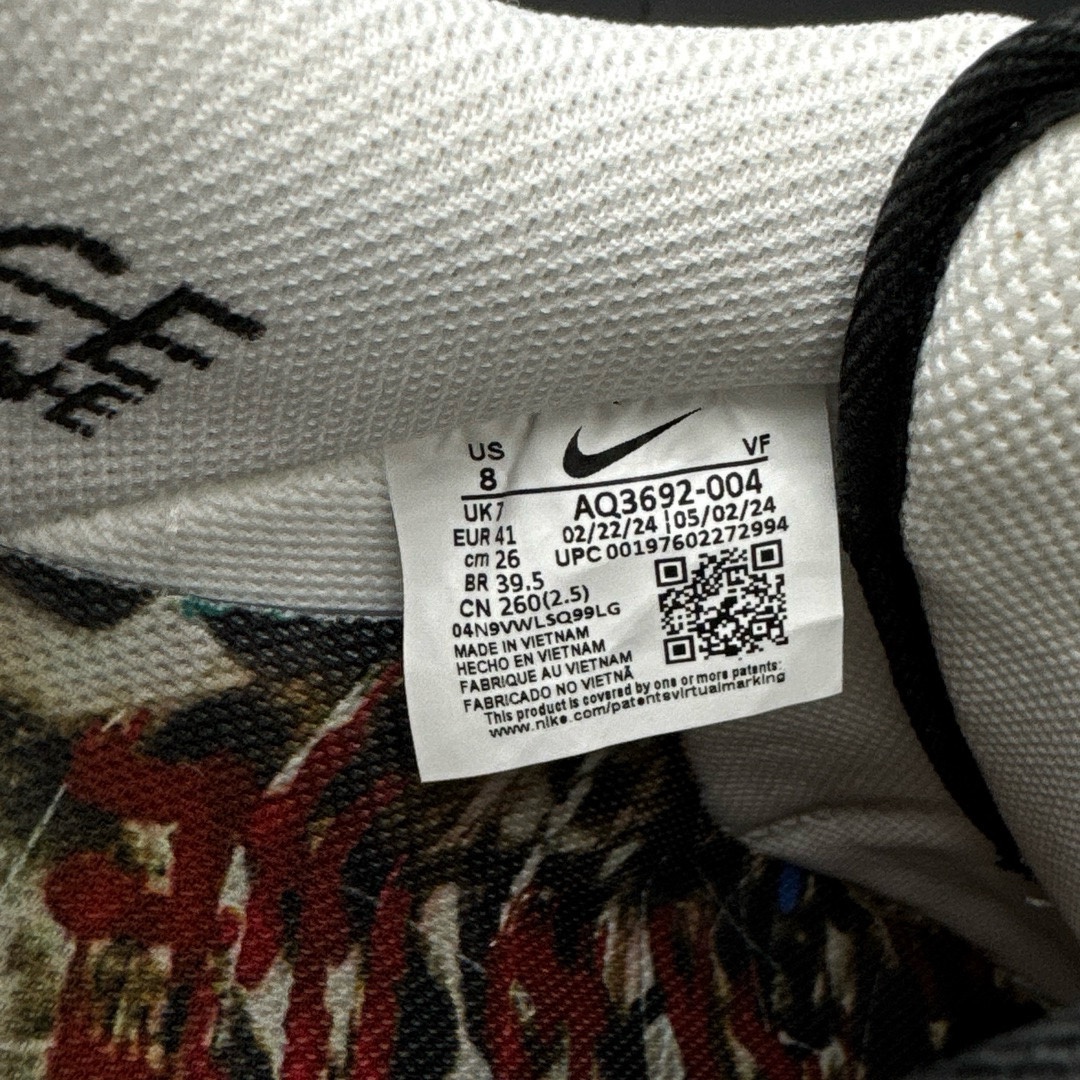 US
8
VF
AQ3692-004
UK 7
02/22/24 | 05/02/24
EUR 41
UPC 00197602272994
cm 26
BR 39.5
CN 260(2.5)
04N9VWLSQ99LG
MADE IN VIETNAM
HECHO EN VIETNAM
FABRIQUE AU VIETNAM
FABRICADO NO VIETNÃ
This product is covered by one or more patents:
www.nike.com/patentsvirtualmarking